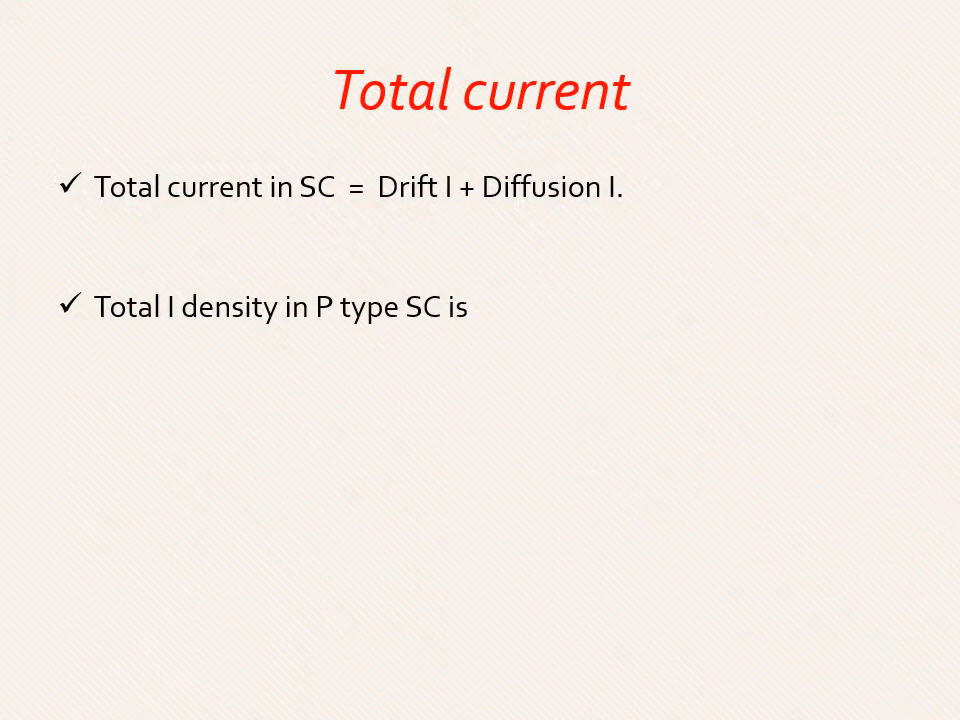 Total current
✓ Total current in SC = Drift I + Diffusion I.
✓ Total I density in P type SC is